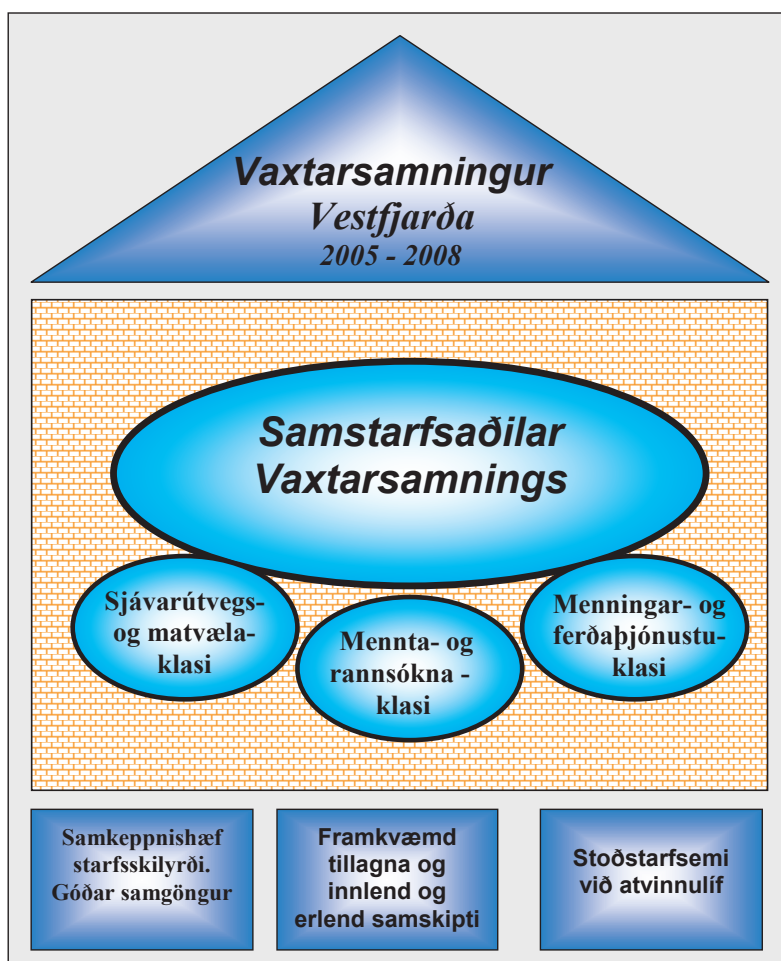 Vaxtarsamningur
Vestfjarða
2005 - 2008
Samstarfsaðilar
Vaxtarsamnings
Sjávarútvegs-
og matvæla-
klasi
Mennta- og
rannsókna -
klasi
Menningar- og
ferðaþjónustu-
klasi
Samkeppnishæf
starfsskilyrði.
Góðar samgöngur
Framkvæmd
tillagna og
innlend og
erlend samskipti
Stoðstarfsemi
við atvinnulíf